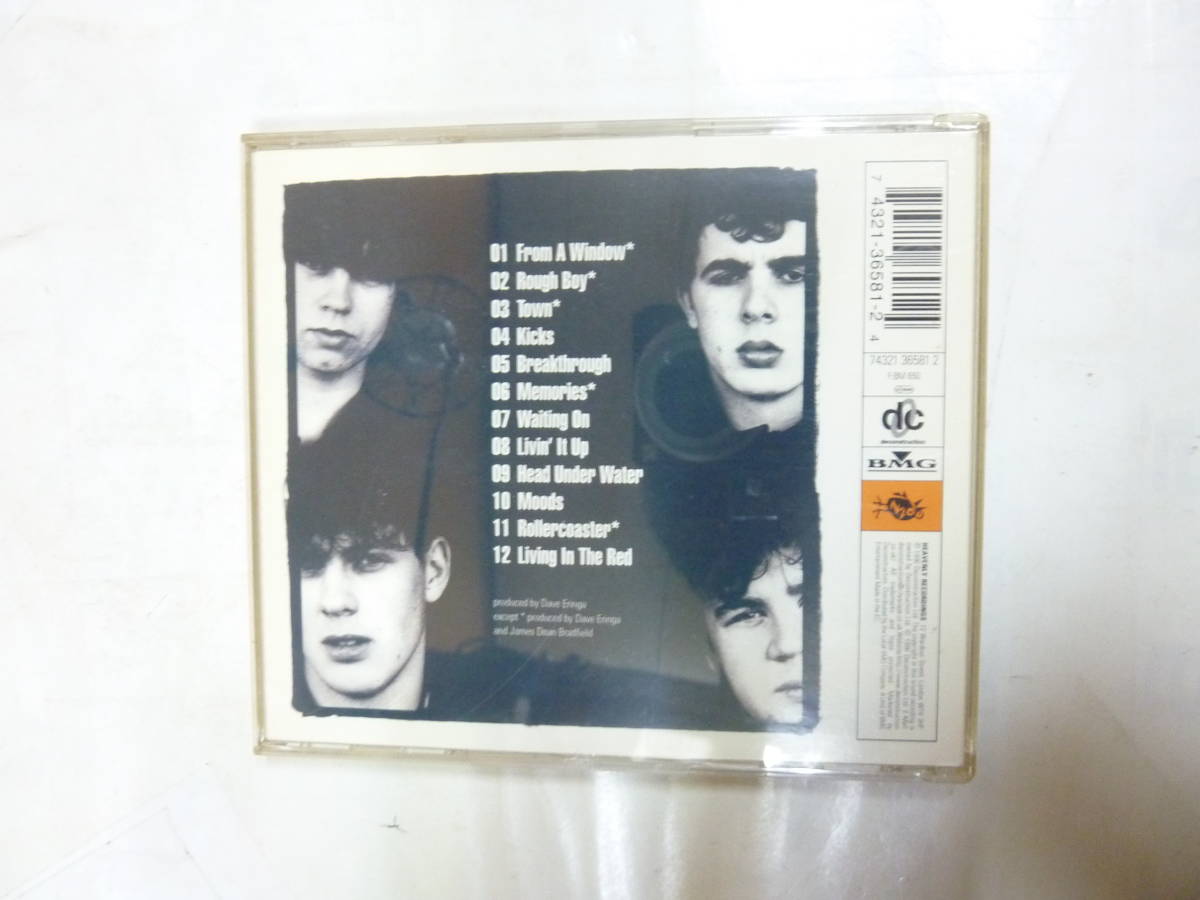 01 From A Window*
02 Rough Boy*
03 Town*
04 Kicks
05 Breakthrough
06 Memories*
07 Waiting On
08 Livin' It Up
09 Head Under Water
10 Moods
11 Rollercoaster*
12 Living In The Red
produced by Dave Eringa
except * produced by Dave Eringa
and James Dean Bradfield
7 4321-36581-2 4
74321 36581 2
dc
deconstruction
BMG
HEAVENLY RECORDINGS